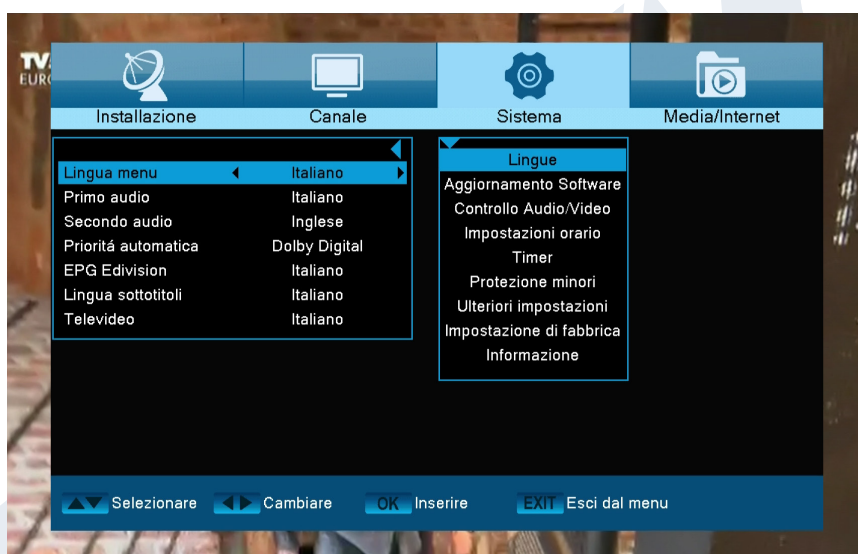 TV
EURO
Installazione
Canale
Sistema
Media/Internet
Lingua menu Italiano
Primo audio Italiano
Secondo audio Inglese
Prioritá automatica Dolby Digital
EPG Edivision Italiano
Lingua sottotitoli Italiano
Televideo Italiano
Lingue
Aggiornamento Software
Controllo Audio/Video
Impostazioni orario
Timer
Protezione minori
Ulteriori impostazioni
Impostazione di fabbrica
Informazione
Selezionare Cambiare OK Inserire EXIT Esci dal menu